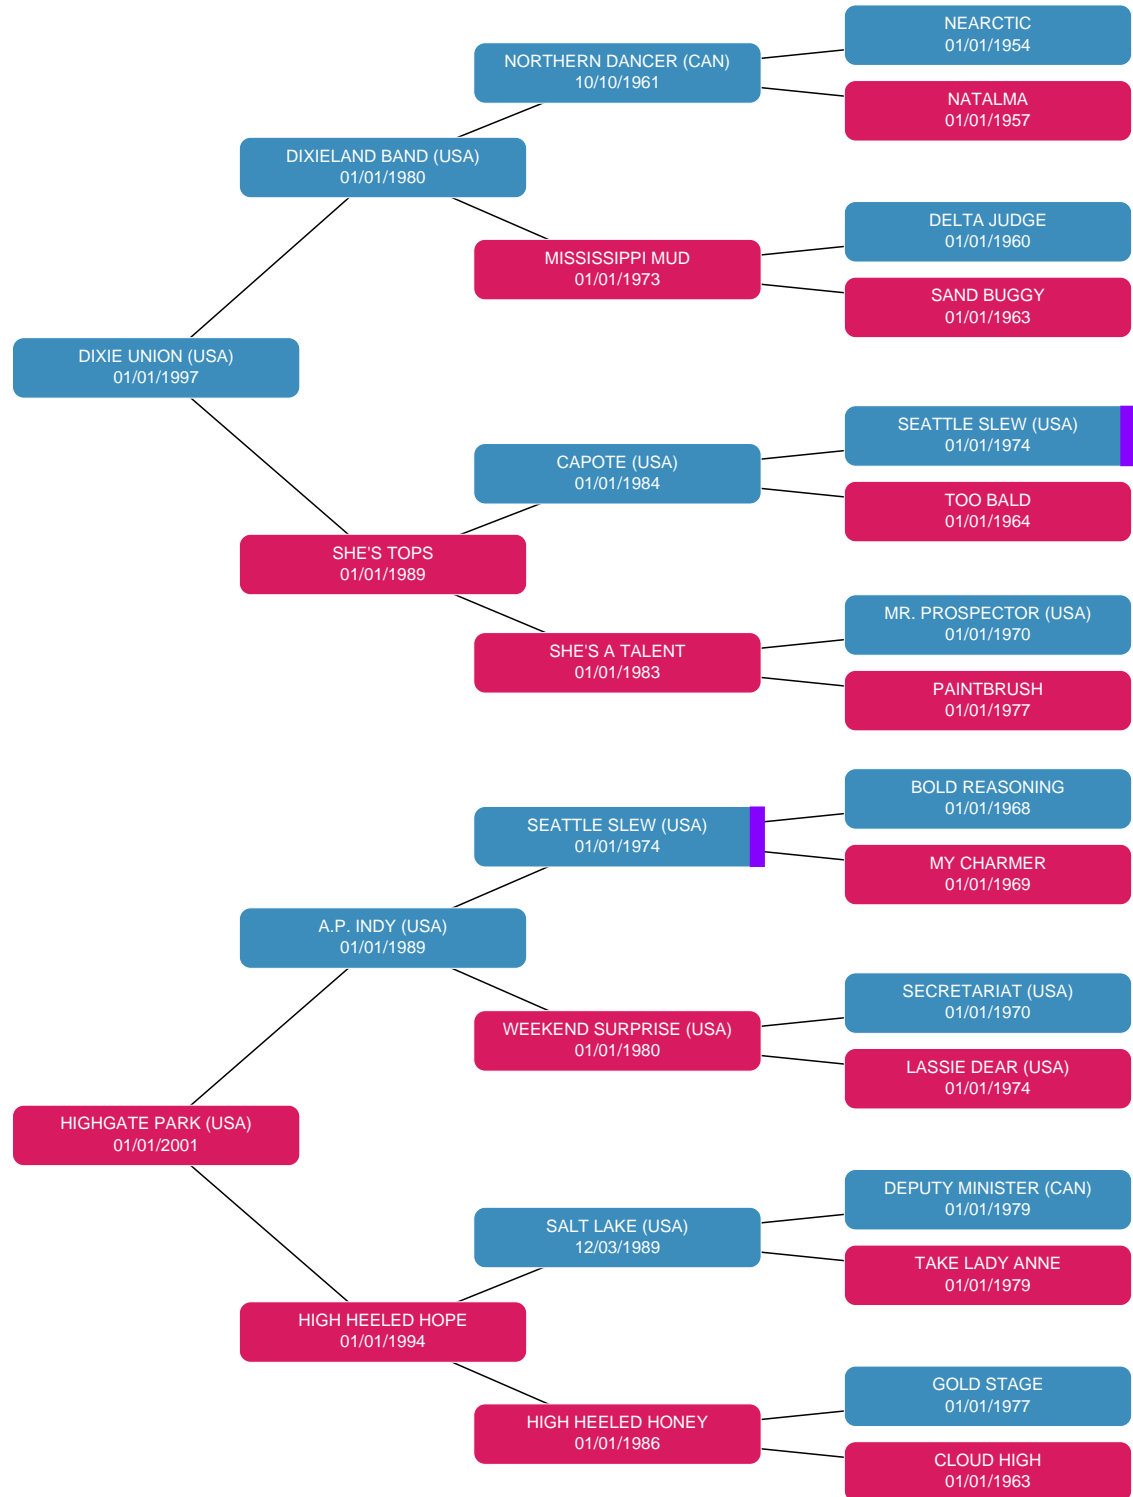 NEARCTIC
01/01/1954
NORTHERN DANCER (CAN)
10/10/1961
NATALMA
01/01/1957
DIXIELAND BAND (USA)
01/01/1980
DELTA JUDGE
01/01/1960
MISSISSIPPI MUD
01/01/1973
SAND BUGGY
01/01/1963
DIXIE UNION (USA)
01/01/1997
SEATTLE SLEW (USA)
01/01/1974
CAPOTE (USA)
01/01/1984
TOO BALD
01/01/1964
SHE'S TOPS
01/01/1989
MR. PROSPECTOR (USA)
01/01/1970
SHE'S A TALENT
01/01/1983
PAINTBRUSH
01/01/1977
BOLD REASONING
01/01/1968
SEATTLE SLEW (USA)
01/01/1974
MY CHARMER
01/01/1969
A.P. INDY (USA)
01/01/1989
SECRETARIAT (USA)
01/01/1970
WEEKEND SURPRISE (USA)
01/01/1980
LASSIE DEAR (USA)
01/01/1974
HIGHGATE PARK (USA)
01/01/2001
DEPUTY MINISTER (CAN)
01/01/1979
SALT LAKE (USA)
12/03/1989
TAKE LADY ANNE
01/01/1979
HIGH HEELED HOPE
01/01/1994
GOLD STAGE
01/01/1977
HIGH HEELED HONEY
01/01/1986
CLOUD HIGH
01/01/1963